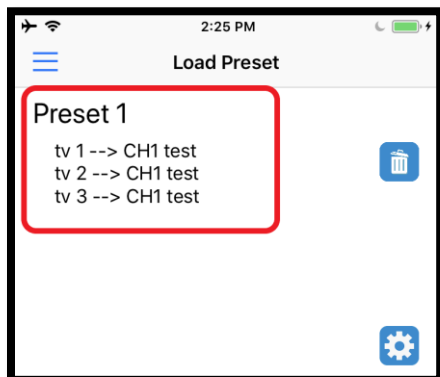 2:25 PM
Load Preset
Preset 1
tv 1 --> CH1 test
tv 2 --> CH1 test
tv 3 --> CH1 test